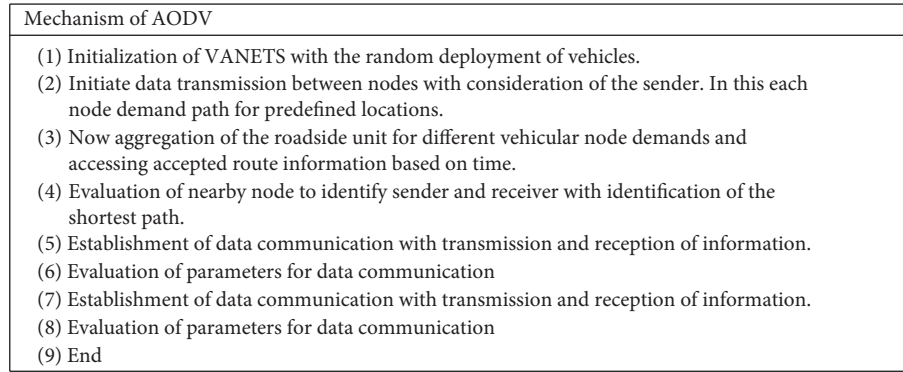 Mechanism of AODV
(1) Initialization of VANETS with the random deployment of vehicles.
(2) Initiate data transmission between nodes with consideration of the sender. In this each
node demand path for predefined locations.
(3) Now aggregation of the roadside unit for different vehicular node demands and
accessing accepted route information based on time.
(4) Evaluation of nearby node to identify sender and receiver with identification of the
shortest path.
(5) Establishment of data communication with transmission and reception of information.
(6) Evaluation of parameters for data communication
(7) Establishment of data communication with transmission and reception of information.
(8) Evaluation of parameters for data communication
(9) End